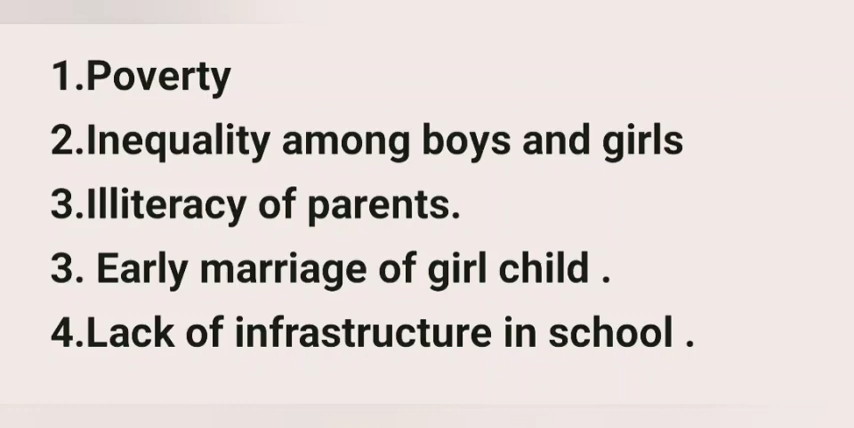 1.Poverty
2.Inequality among boys and girls
3.Illiteracy of parents.
3. Early marriage of girl child .
4.Lack of infrastructure in school .